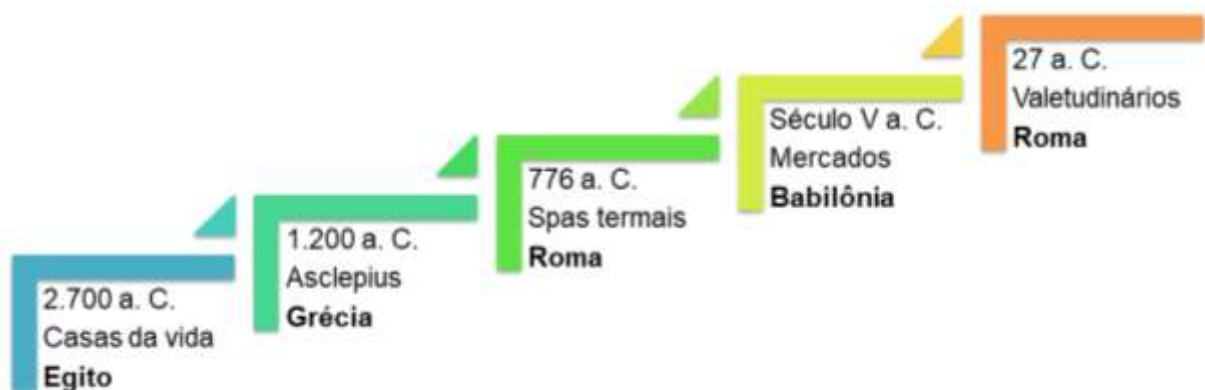 2.700 a. C.
Casas da vida
Egito
1.200 a. C.
Asclepius
Grécia
776 a. C.
Spas termais
Roma
Século V a. C.
Mercados
Babilônia
27 a. C.
Valetudinários
Roma